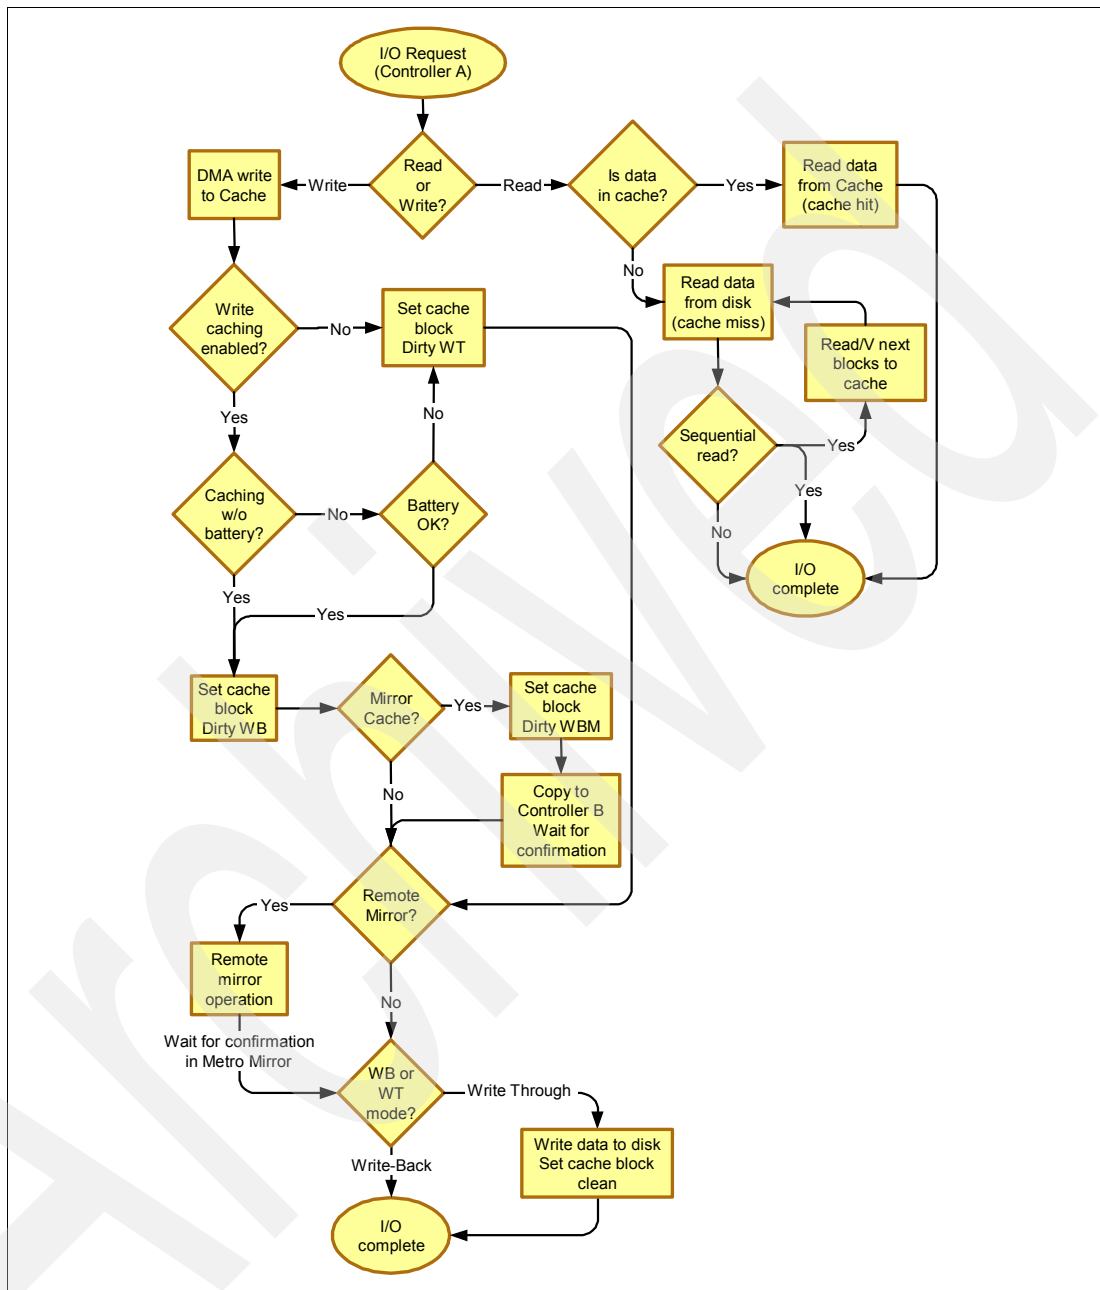 I/O Request
(Controller A)
Read
or
Write?
Write
Read
DMA write
to Cache
Is data
in cache?
Yes
Read data
from Cache
(cache hit)
No
Read data
from disk
(cache miss)
Read/V next
blocks to
cache
Write
caching
enabled?
No
Set cache
block
Dirty WT
Yes
No
Sequential
read?
Yes
Yes
No
Caching
w/o
battery?
No
Battery
OK?
I/O
complete
Yes
Yes
Set cache
block
Dirty WB
Mirror
Cache?
Yes
Set cache
block
Dirty WBM
No
Copy to
Controller B
Wait for
confirmation
Remote
Mirror?
Yes
Remote
mirror
operation
No
Wait for confirmation
in Metro Mirror
WB or
WT
mode?
Write Through
Write data to disk
Set cache block
clean
Write-Back
I/O
complete
Archived